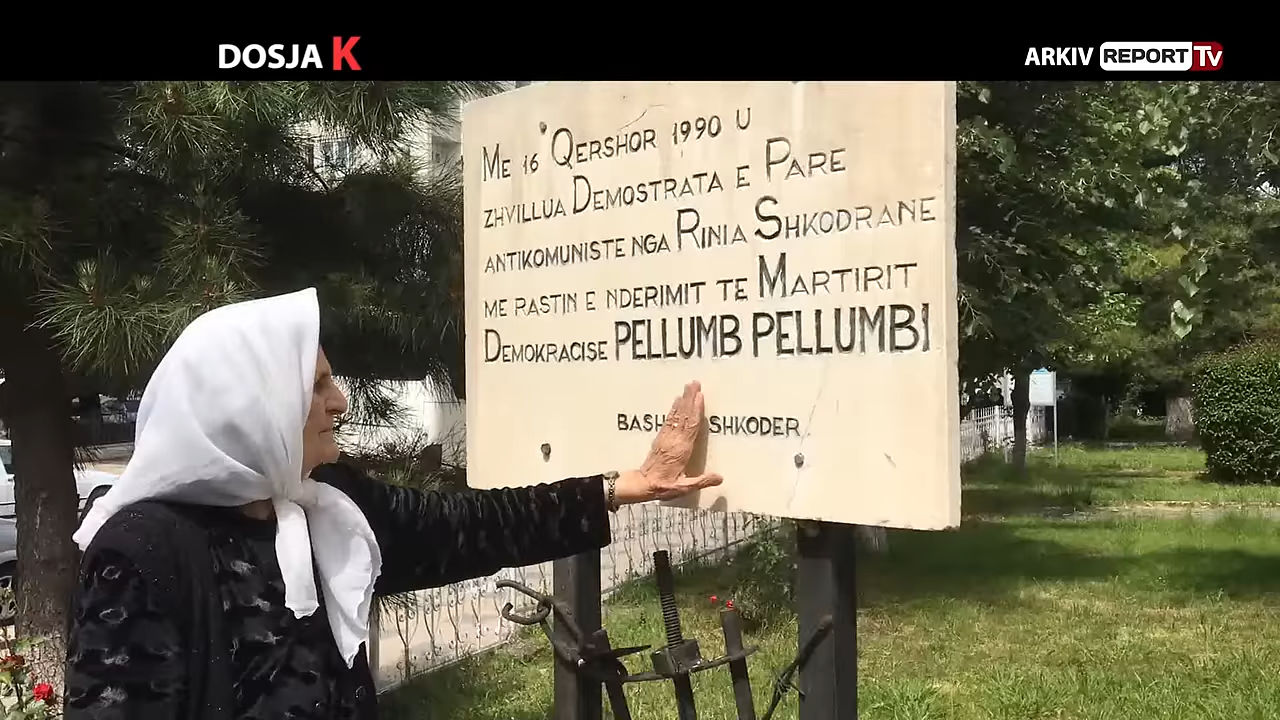 DOSJA K
ARKIV REPORT TV
ME 16 QERSHOR 1990 U
ZHVILLUA DEMOSTRATA E PARE
ANTIKOMUNISTE NGA RINIA SHKODRANE
ME RASTIN E NDERIMIT TE MARTIRIT
DEMOKRACISE PELLUMB PELLUMBI
SHKODER